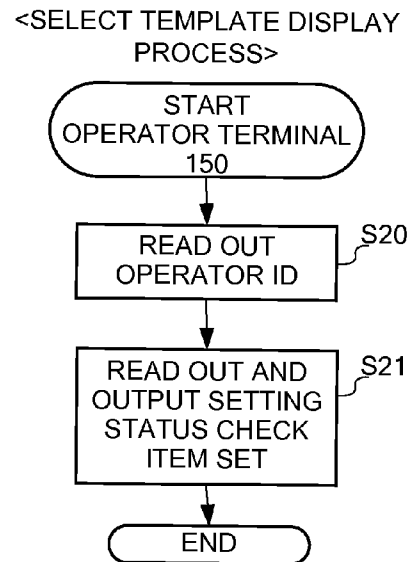 <SELECT TEMPLATE DISPLAY
PROCESS>
START
OPERATOR TERMINAL
150
READ OUT
OPERATOR ID
S20
READ OUT AND
OUTPUT SETTING
STATUS CHECK
ITEM SET
S21
END